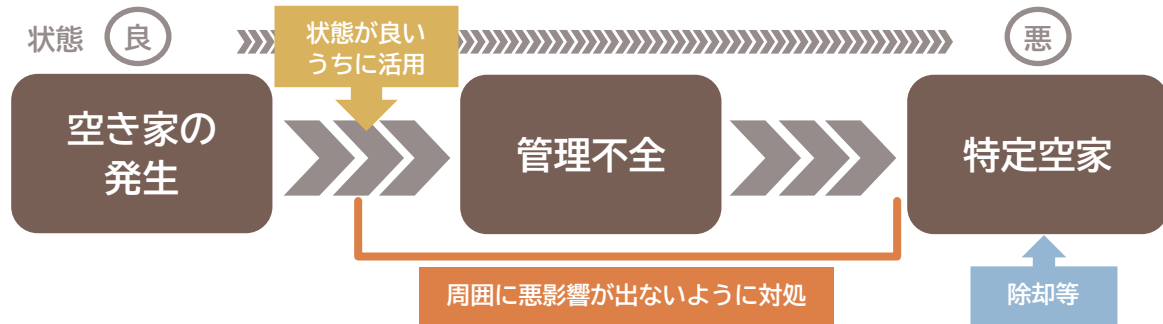 状態
良
状態が良い
うちに活用
悪
空き家の
発生
管理不全
特定空家
周囲に悪影響が出ないように対処
除却等